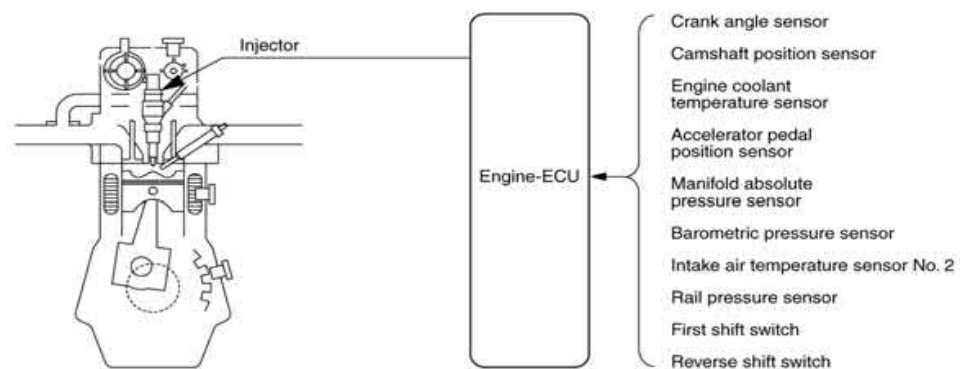 Injector
Engine-ECU
Crank angle sensor
Camshaft position sensor
Engine coolant
temperature sensor
Accelerator pedal
position sensor
Manifold absolute
pressure sensor
Barometric pressure sensor
Intake air temperature sensor No. 2
Rail pressure sensor
First shift switch
Reverse shift switch